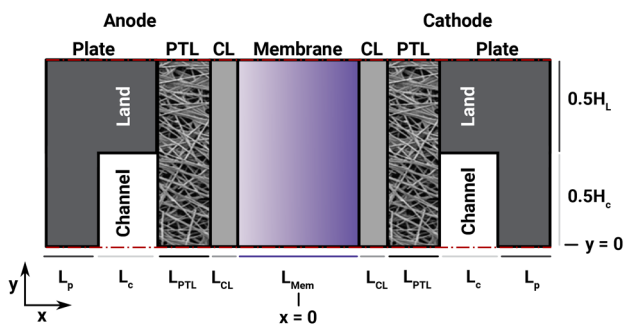 Anode Cathode
Plate PTL CL Membrane CL PTL Plate
Land Land
0.5H_L
Channel Channel
0.5H_c
y = 0
L_p L_c L_PTL L_CL L_Mem L_CL L_PTL L_c L_p
y
x
x = 0